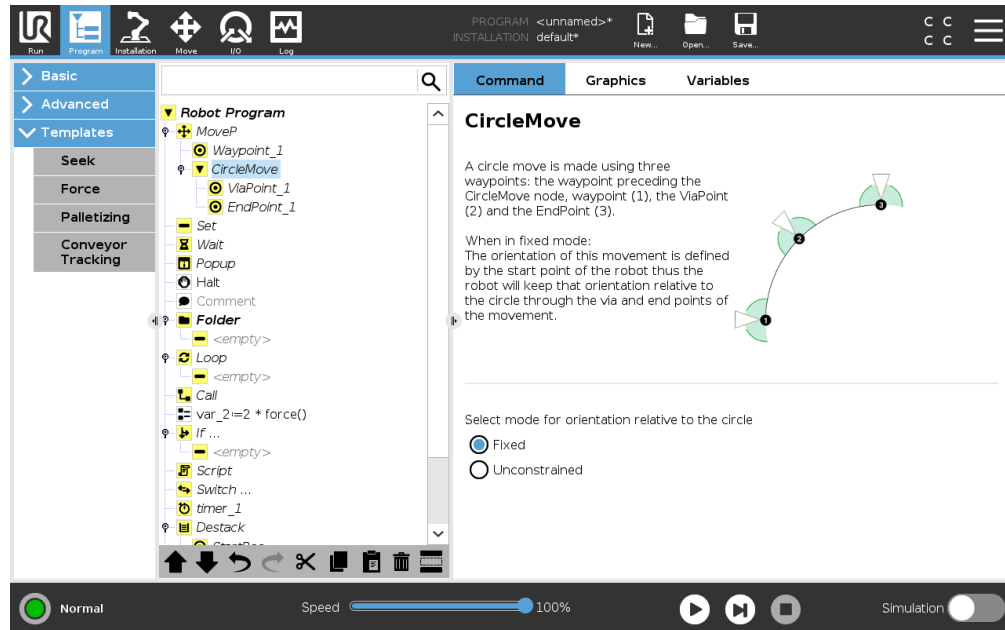 PROGRAM <unnamed>*
INSTALLATION default*
C C
C C
Run
Program
Installation
Move
I/O
Log
New...
Open...
Save...
Basic
Advanced
Templates
Seek
Force
Palletizing
Conveyor
Tracking
Robot Program
MoveP
Waypoint_1
CircleMove
ViaPoint_1
EndPoint_1
Set
Wait
Popup
Halt
Comment
Folder
<empty>
Loop
<empty>
Call
var_2:=2 * force()
If ...
<empty>
Script
Switch ...
timer_1
Destack
StartPos
Command
Graphics
Variables
CircleMove
A circle move is made using three
waypoints: the waypoint preceding the
CircleMove node, waypoint (1), the ViaPoint
(2) and the EndPoint (3).
When in fixed mode:
The orientation of this movement is defined
by the start point of the robot thus the
robot will keep that orientation relative to
the circle through the via and end points of
the movement.
1
2
3
Select mode for orientation relative to the circle
Fixed
Unconstrained
Normal
Speed
100%
Simulation